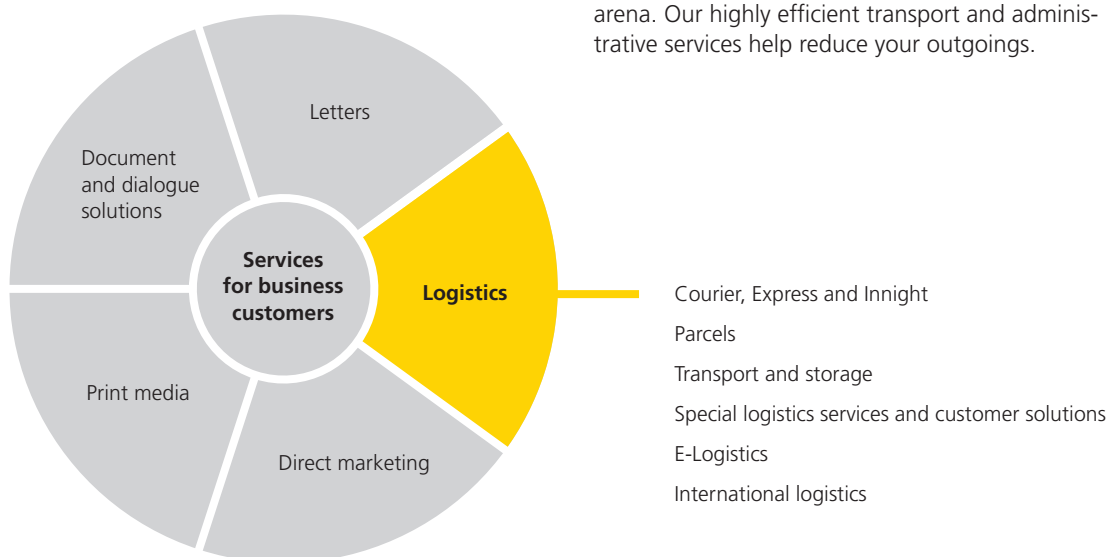 arena. Our highly efficient transport and adminis-
trative services help reduce your outgoings.
Letters
Document
and dialogue
solutions
Services
for business
customers
Logistics
Print media
Direct marketing
Courier, Express and Innight
Parcels
Transport and storage
Special logistics services and customer solutions
E-Logistics
International logistics